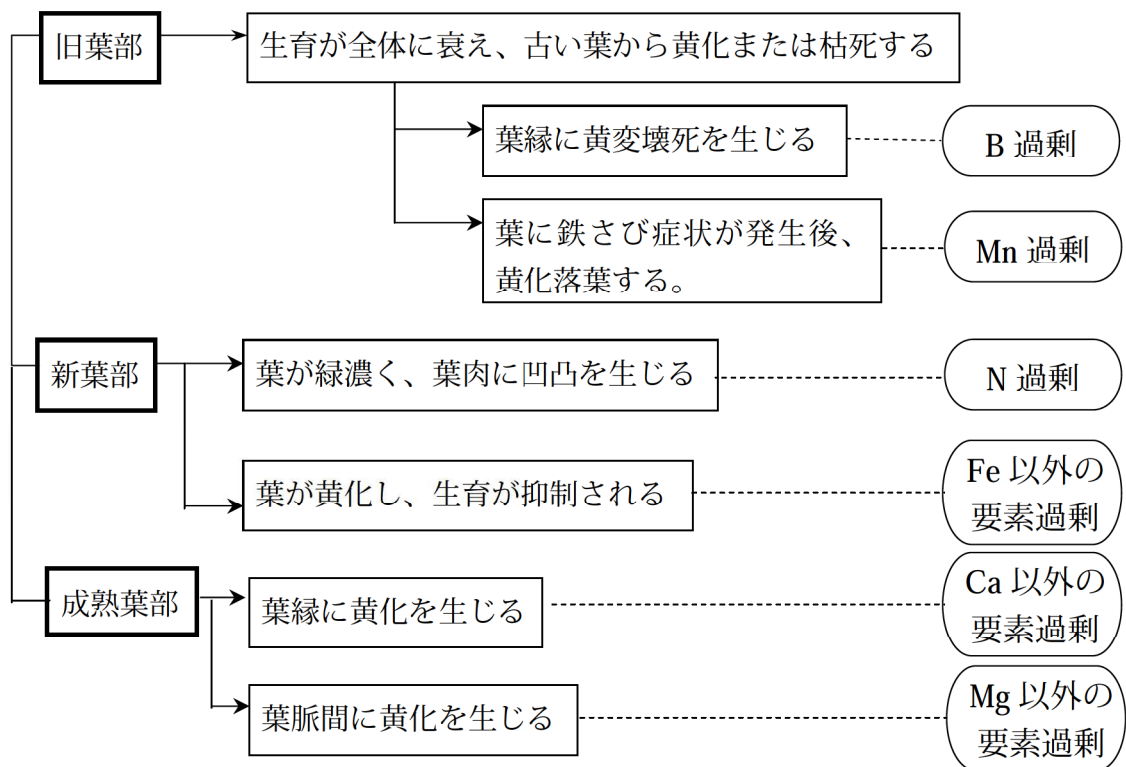 旧葉部
生育が全体に衰え、古い葉から黄化または枯死する
葉縁に黄変壊死を生じる
B 過剰
葉に鉄さび症状が発生後、
黄化落葉する。
Mn 過剰
新葉部
葉が緑濃く、葉肉に凹凸を生じる
N 過剰
葉が黄化し、生育が抑制される
Fe 以外の
要素過剰
成熟葉部
葉縁に黄化を生じる
Ca 以外の
要素過剰
葉脈間に黄化を生じる
Mg 以外の
要素過剰